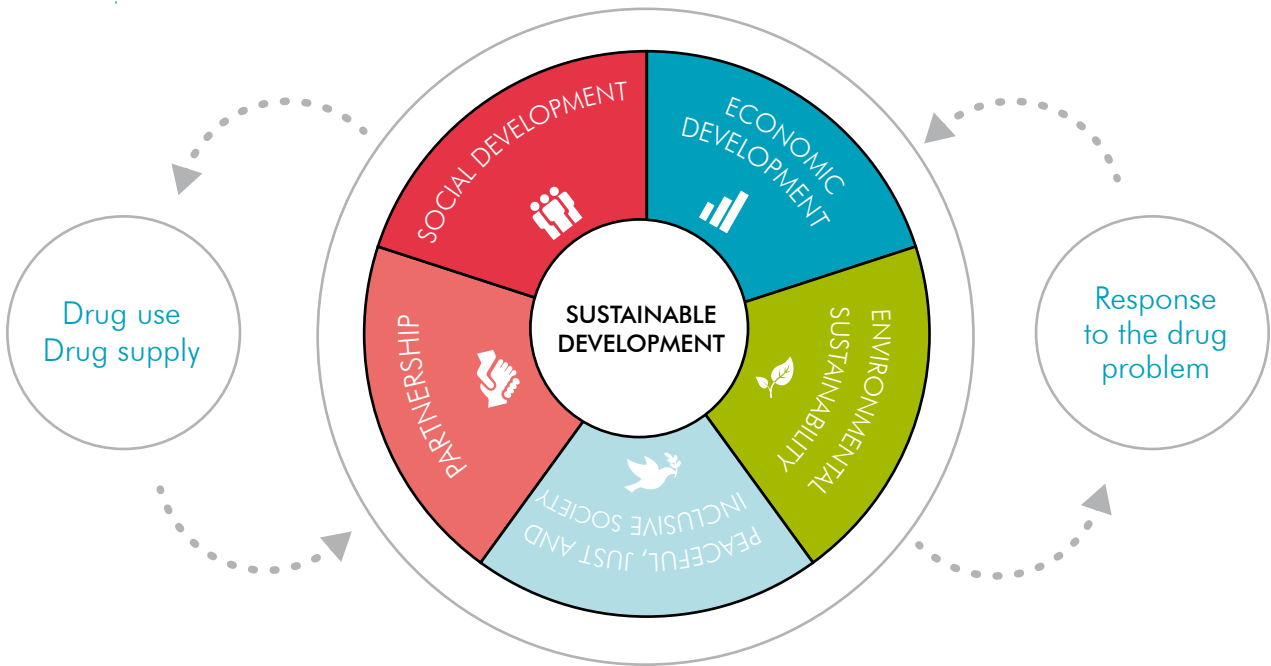 SOCIAL DEVELOPMENT
ECONOMIC
DEVELOPMENT
Drug use
Drug supply
PARTNERSHIP
SUSTAINABLE
DEVELOPMENT
ENVIRONMENTAL
SUSTAINABILITY
Response
to the drug
problem
PEACEFUL, JUST AND
INCLUSIVE SOCIETY